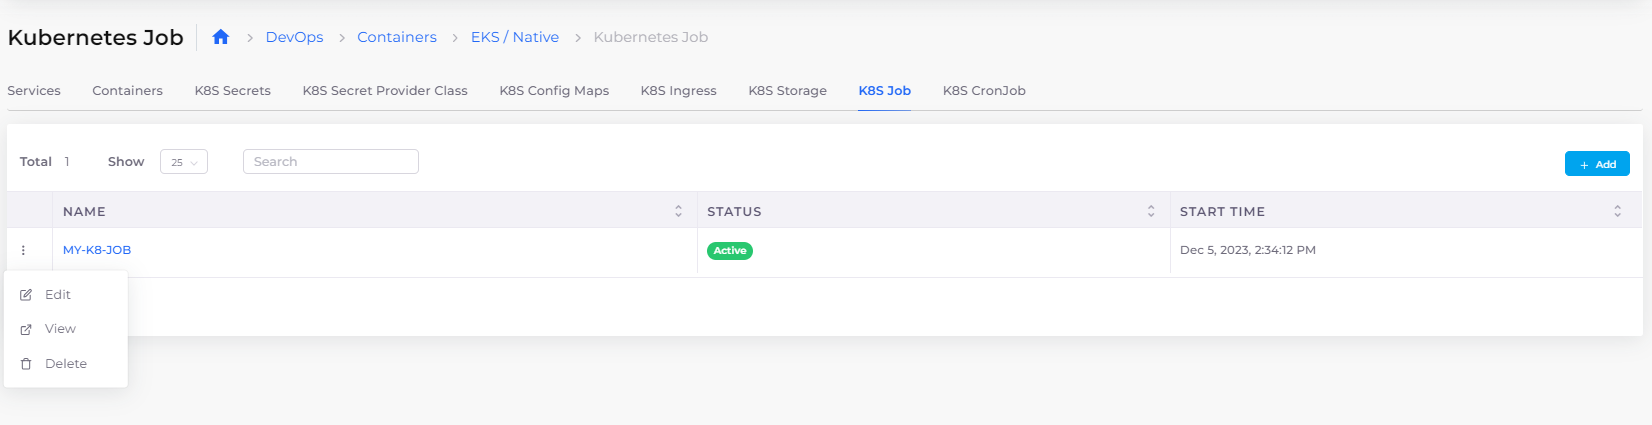 Kubernetes Job DevOps Containers EKS / Native Kubernetes Job
Services Containers K8S Secrets K8S Secret Provider Class K8S Config Maps K8S Ingress K8S Storage K8S Job K8S CronJob
Total 1 Show 25 Search + Add
NAME STATUS START TIME
MY-K8-JOB Active Dec 5, 2023, 2:34:12 PM
Edit
View
Delete